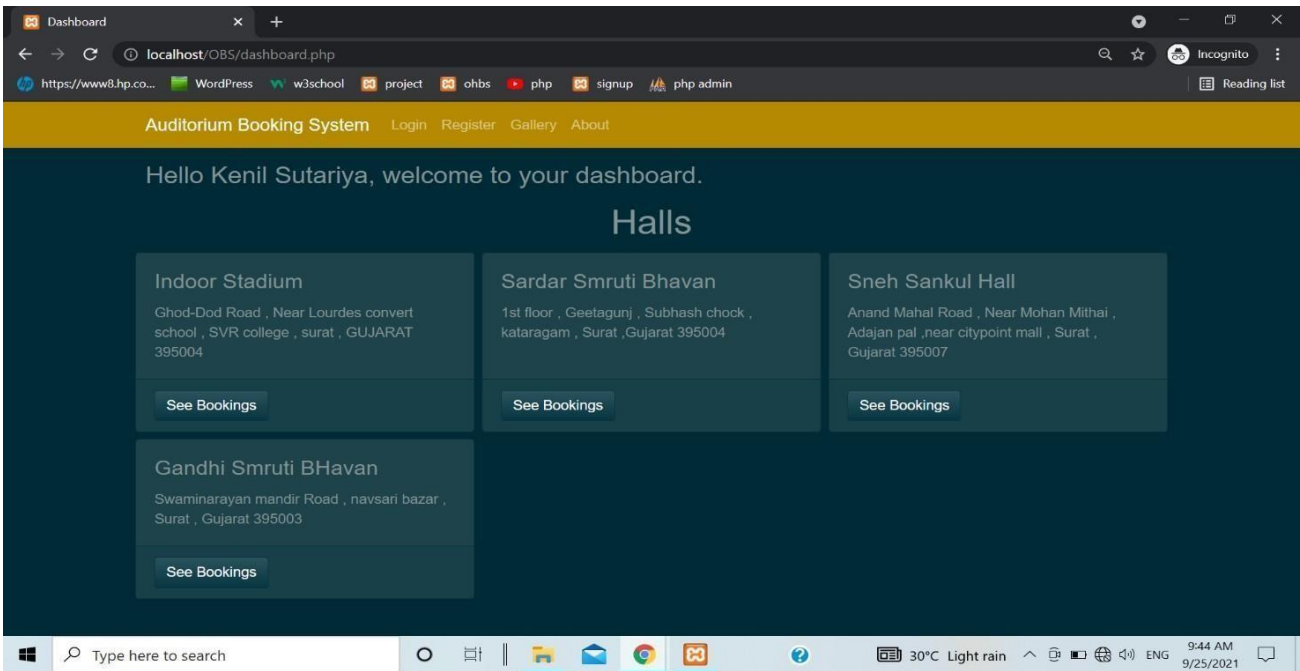 Dashboard
localhost/OBS/dashboard.php
Incognito
https://www8.hp.co... WordPress w3school project ohbs php signup php admin Reading list
Auditorium Booking System Login Register Gallery About
Hello Kenil Sutariya, welcome to your dashboard.
Halls
Indoor Stadium
Ghod-Dod Road , Near Lourdes convert
school , SVR college , surat , GUJARAT
395004
See Bookings
Sardar Smruti Bhavan
1st floor , Geetagunj , Subhash chock ,
kataragam , Surat ,Gujarat 395004
See Bookings
Sneh Sankul Hall
Anand Mahal Road , Near Mohan Mithai ,
Adajan pal ,near citypoint mall , Surat ,
Gujarat 395007
See Bookings
Gandhi Smruti BHavan
Swaminarayan mandir Road , navsari bazar ,
Surat , Gujarat 395003
See Bookings
Type here to search
30°C Light rain
ENG
9:44 AM
9/25/2021